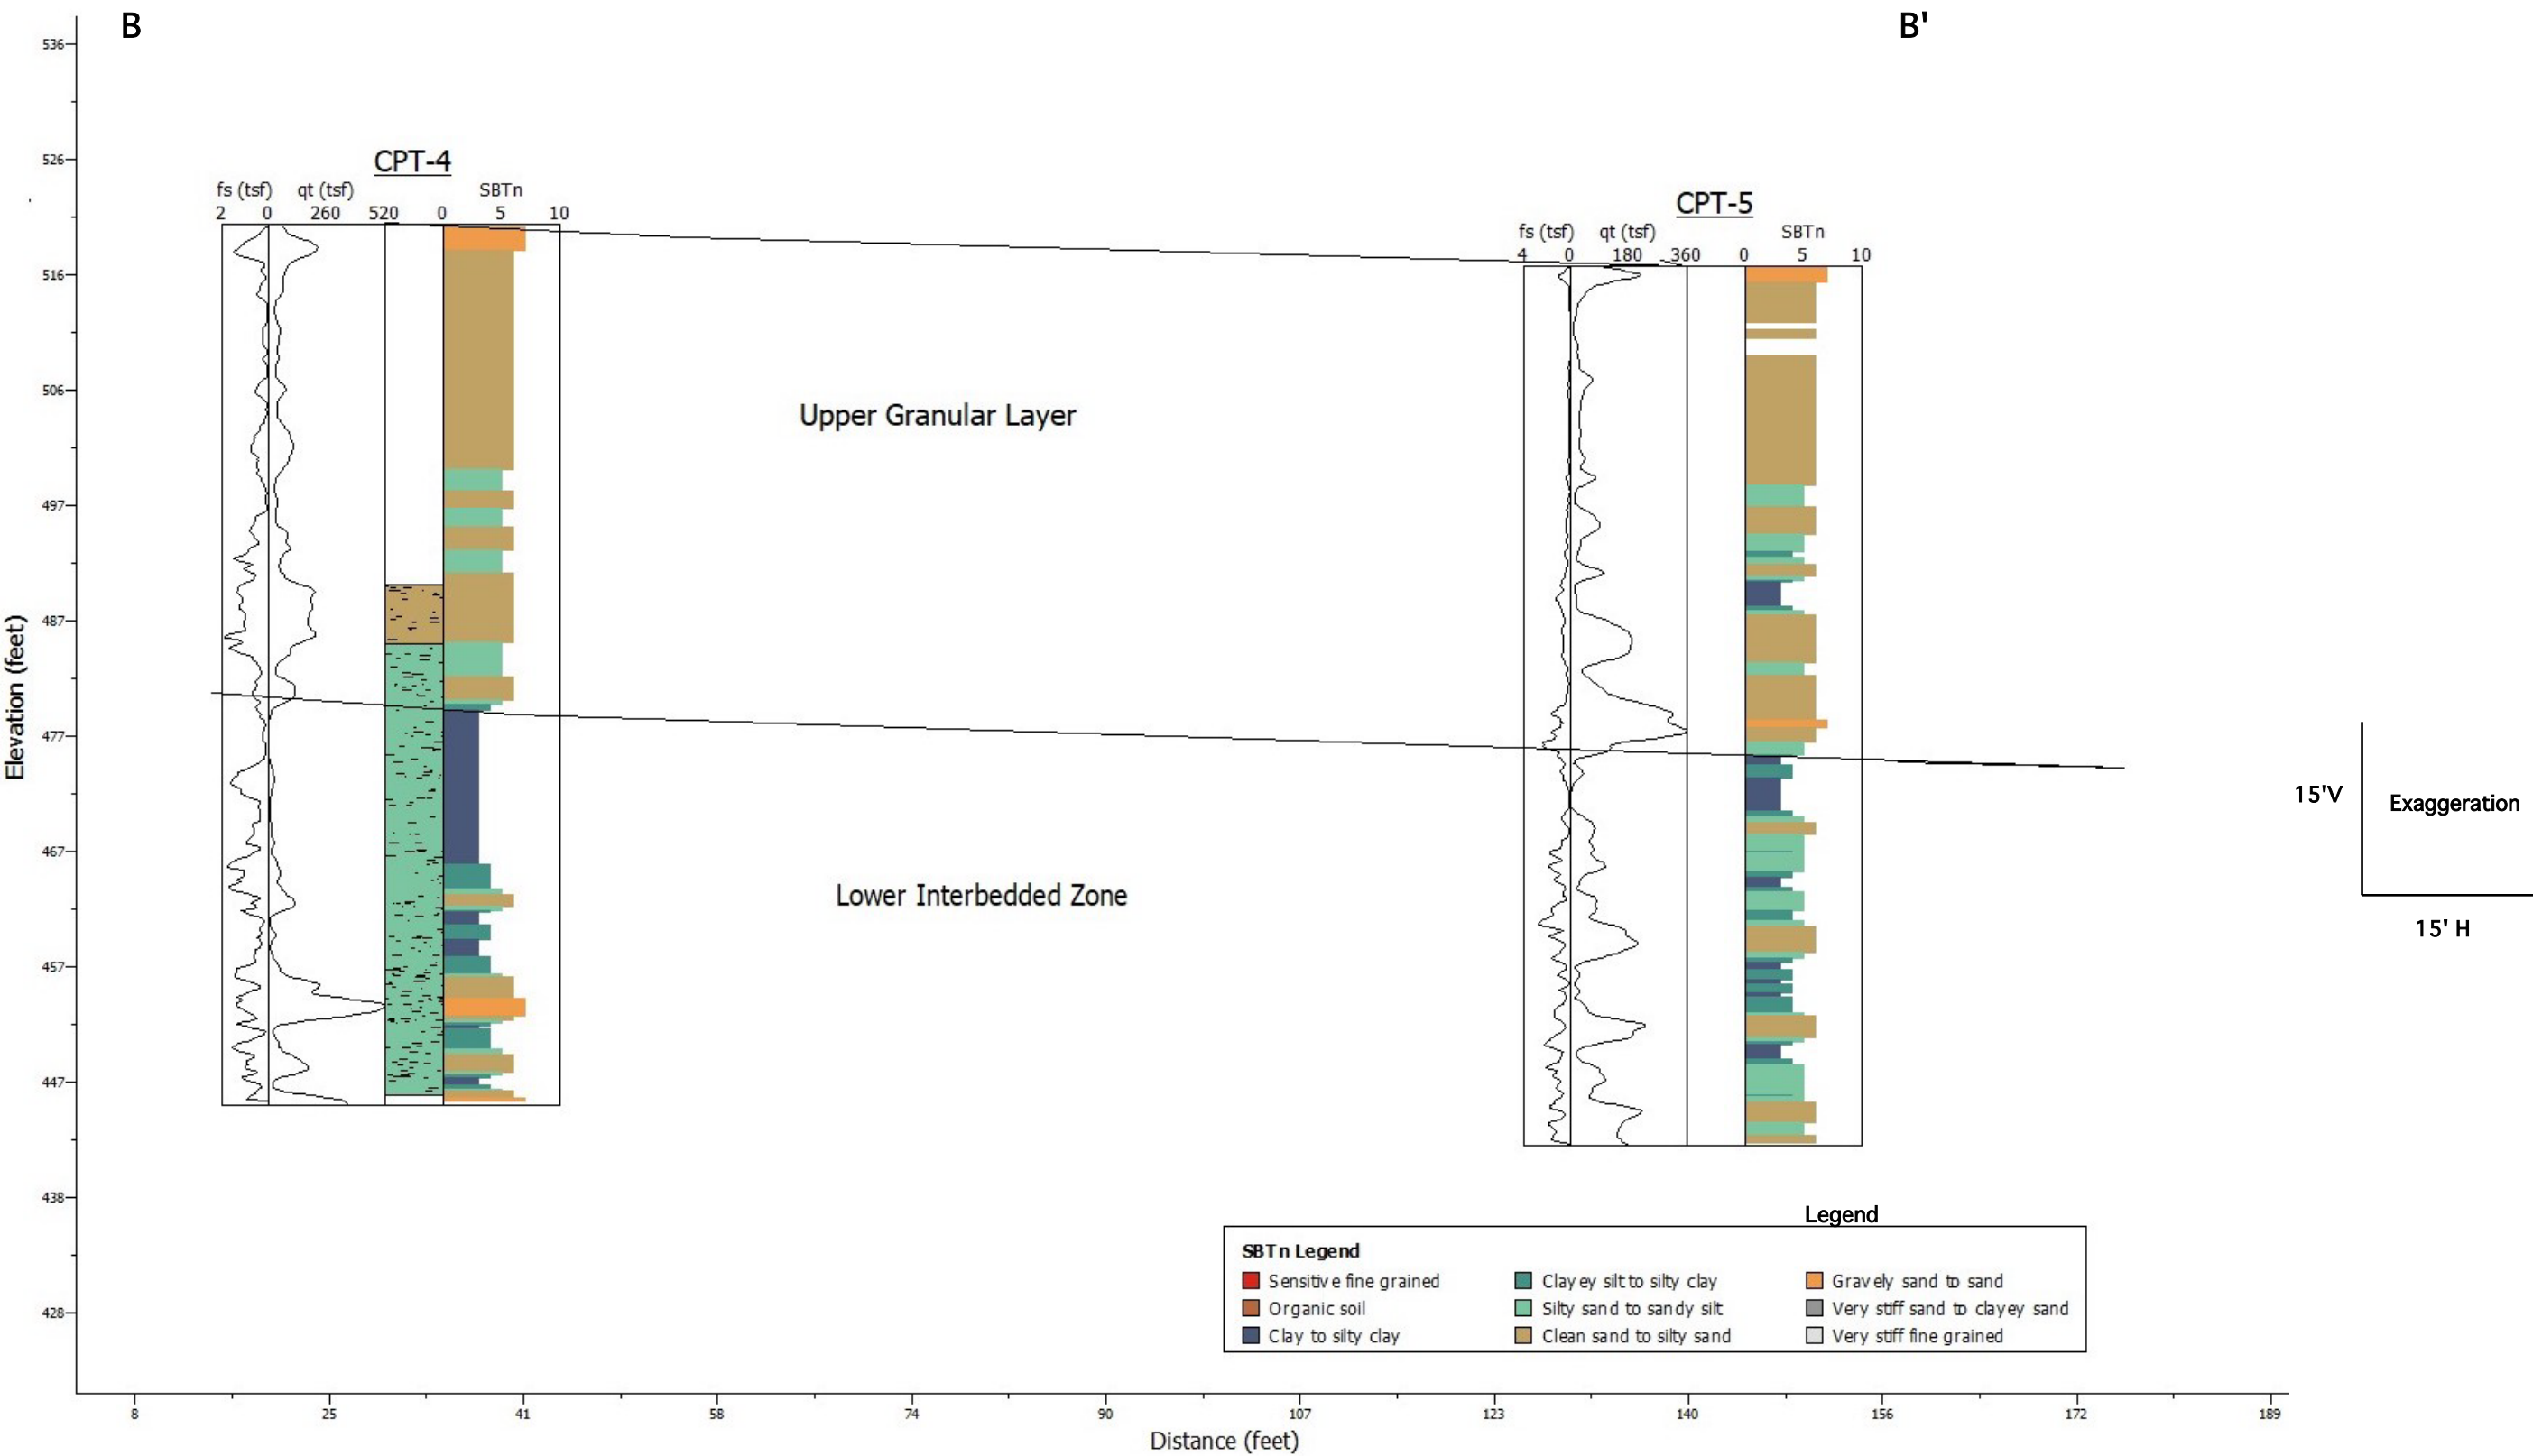 B B'
536
526
516
506
497
487
477
467
457
447
438
428
Elevation (feet)
CPT-4
fs (tsf) qt (tsf) SBTn
2 0 260 520 0 5 10
CPT-5
fs (tsf) qt (tsf) SBTn
4 0 180 360 0 5 10
Upper Granular Layer
Lower Interbedded Zone
15'V
Exaggeration
15' H
Legend
SBTn Legend
Sensitive fine grained
Organic soil
Clay to silty clay
Clayey silt to silty clay
Silty sand to sandy silt
Clean sand to silty sand
Gravely sand to sand
Very stiff sand to clayey sand
Very stiff fine grained
8 25 41 58 74 90 107 123 140 156 172 189
Distance (feet)